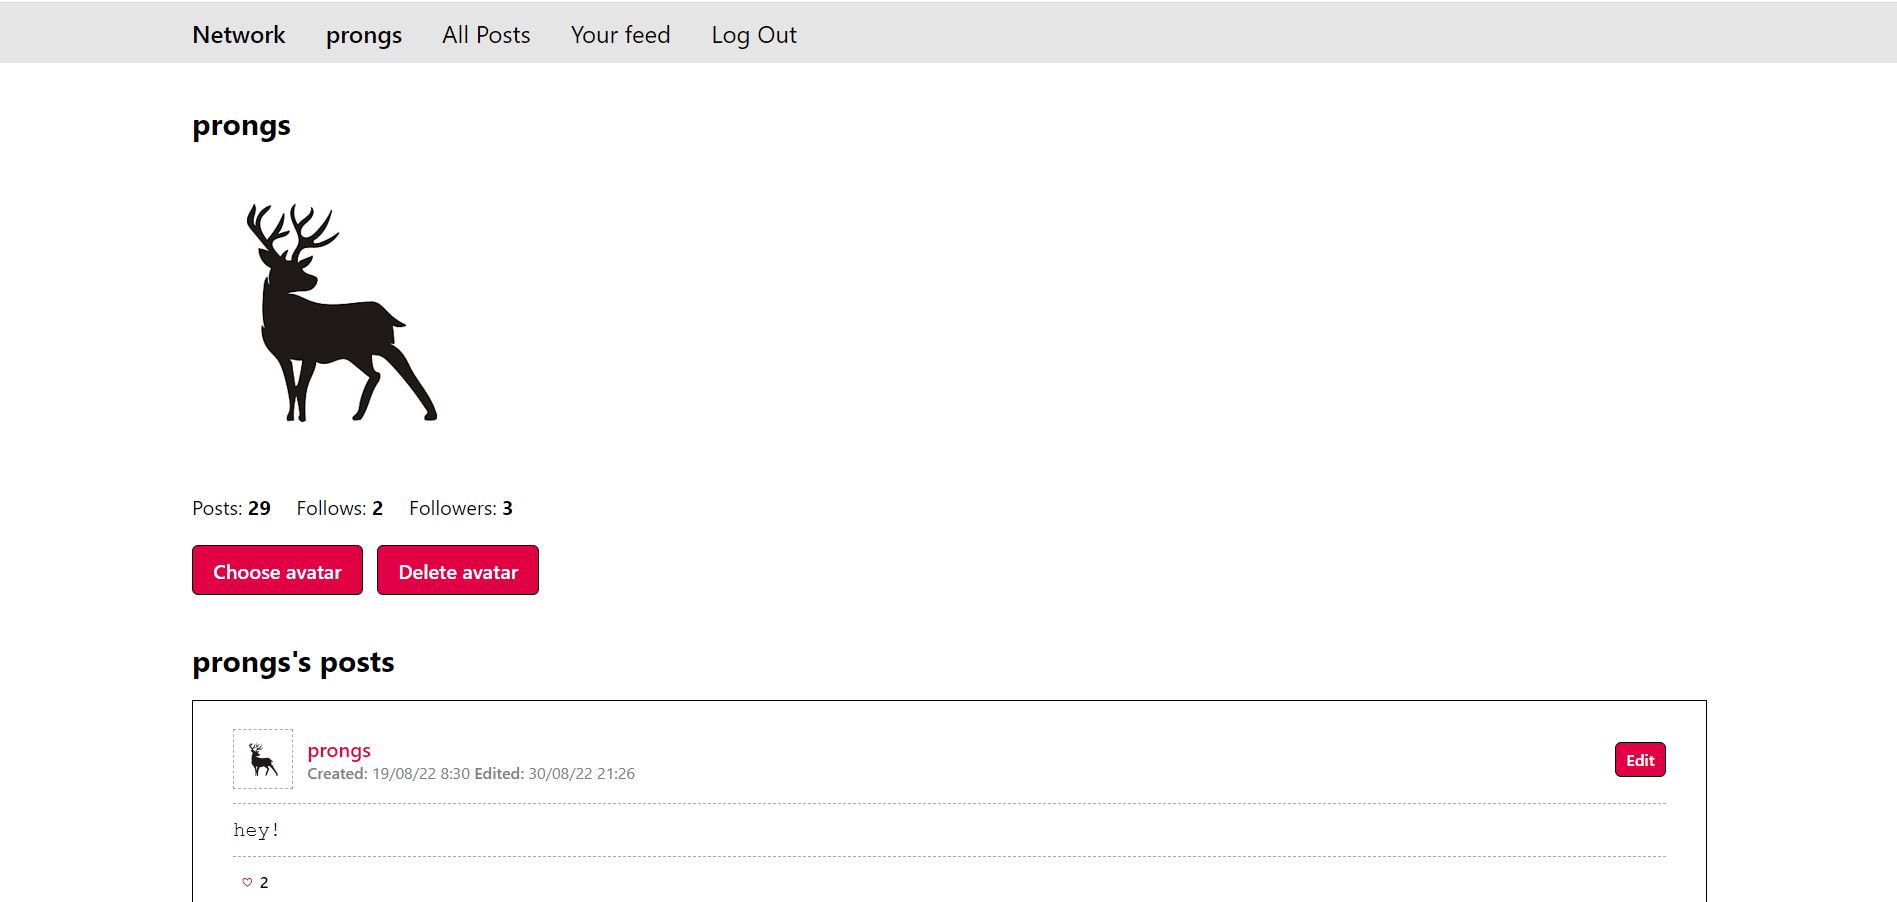 Network prongs All Posts Your feed Log Out
prongs
Posts: 29 Follows: 2 Followers: 3
Choose avatar Delete avatar
prongs's posts
prongs
Edit
Created: 19/08/22 8:30 Edited: 30/08/22 21:26
hey!
2